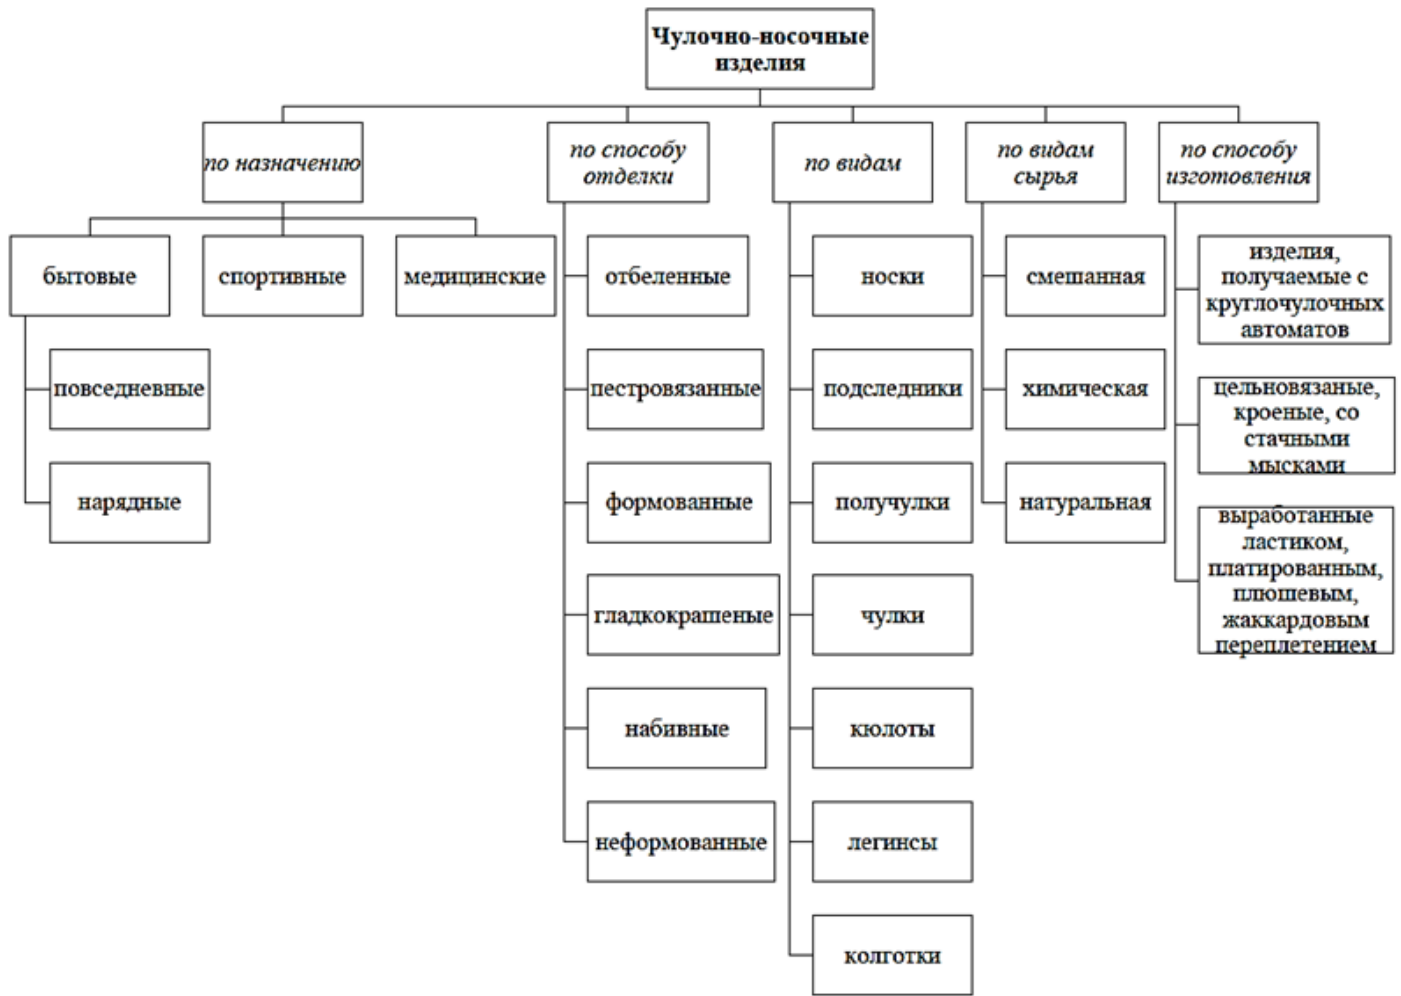 Чулочно-носочные
изделия
по назначению
по способу
отделки
по видам
по видам
сырья
по способу
изготовления
бытовые
спортивные
медицинские
повседневные
нарядные
отбеленные
пестровязанные
формованные
гладкокрашеные
набивные
неформованные
носки
подследники
получулки
чулки
кюлоты
легинсы
колготки
смешанная
химическая
натуральная
изделия,
получаемые с
круглочулочных
автоматов
цельновязаные,
кроеные, со
стачными
мысками
выработанные
ластиком,
платированным,
плюшевым,
жаккардовым
переплетением